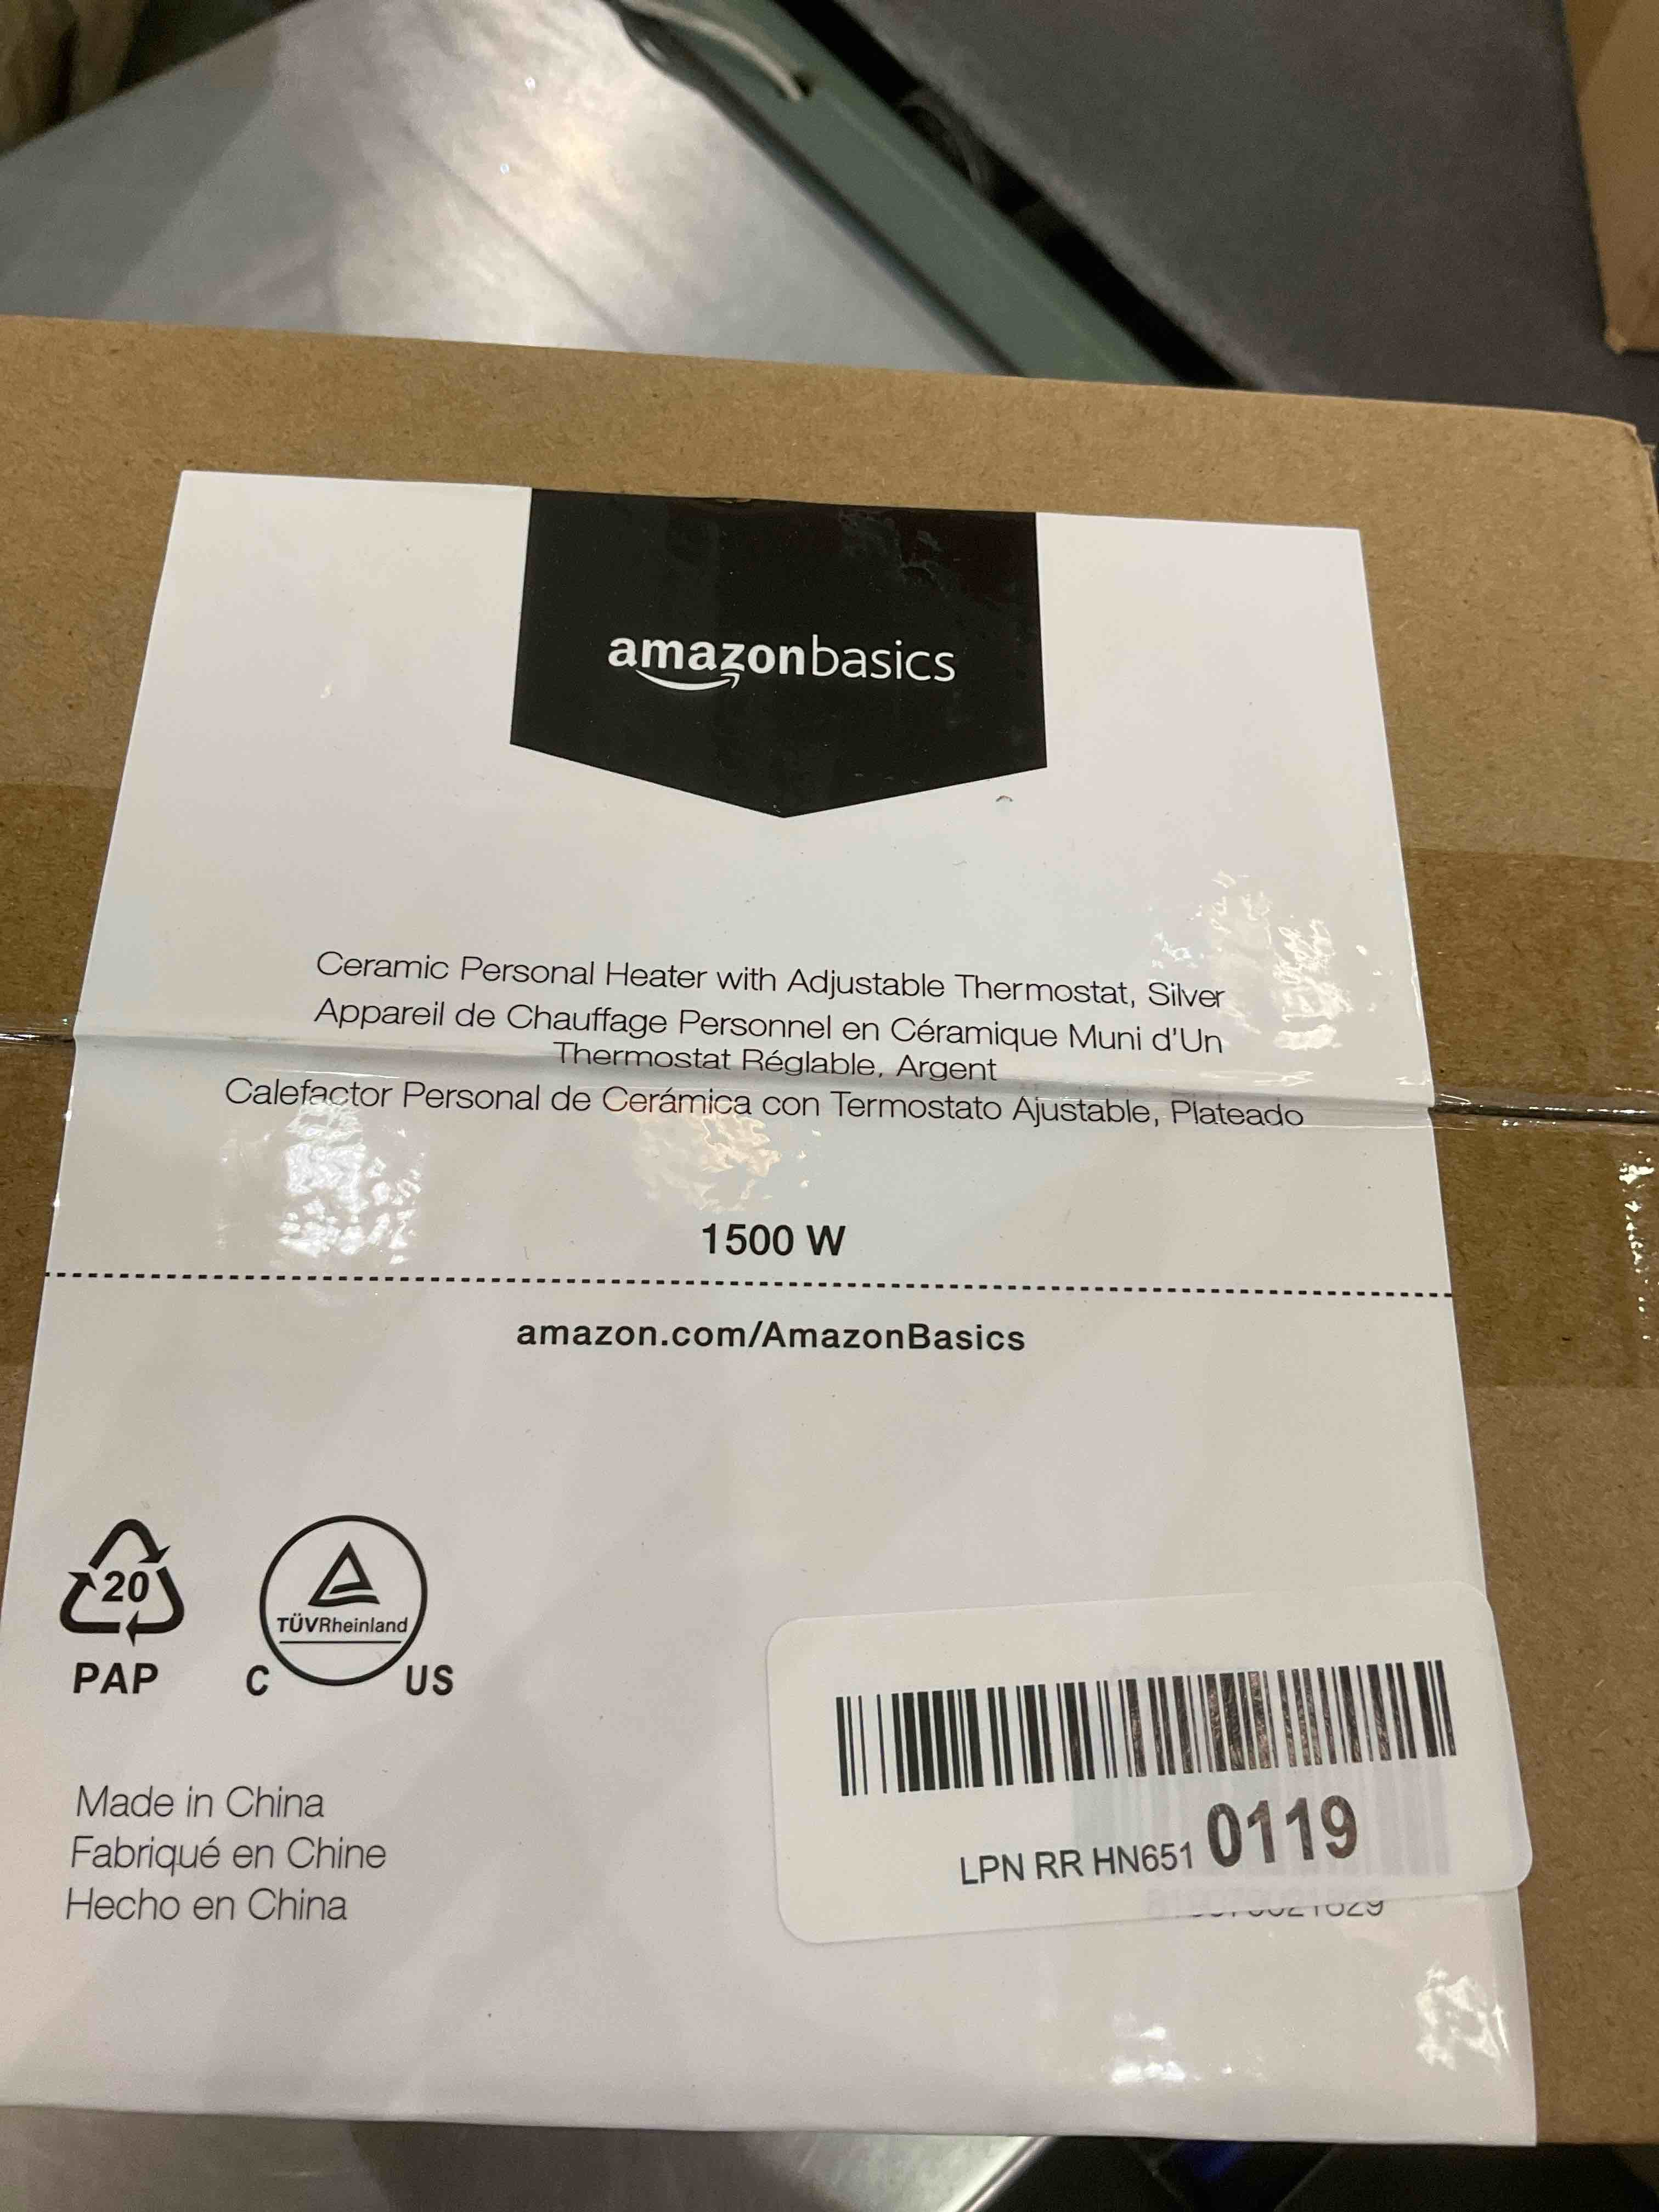 amazonbasics
Ceramic Personal Heater with Adjustable Thermostat, Silver
Appareil de Chauffage Personnel en Céramique Muni d'Un
Thermostat Réglable, Argent
Calefactor Personal de Cerámica con Termostato Ajustable, Plateado
1500 W
amazon.com/AmazonBasics
20
PAP
TÜVRheinland
C US
Made in China
Fabriqué en Chine
Hecho en China
LPN RR HN651 0119